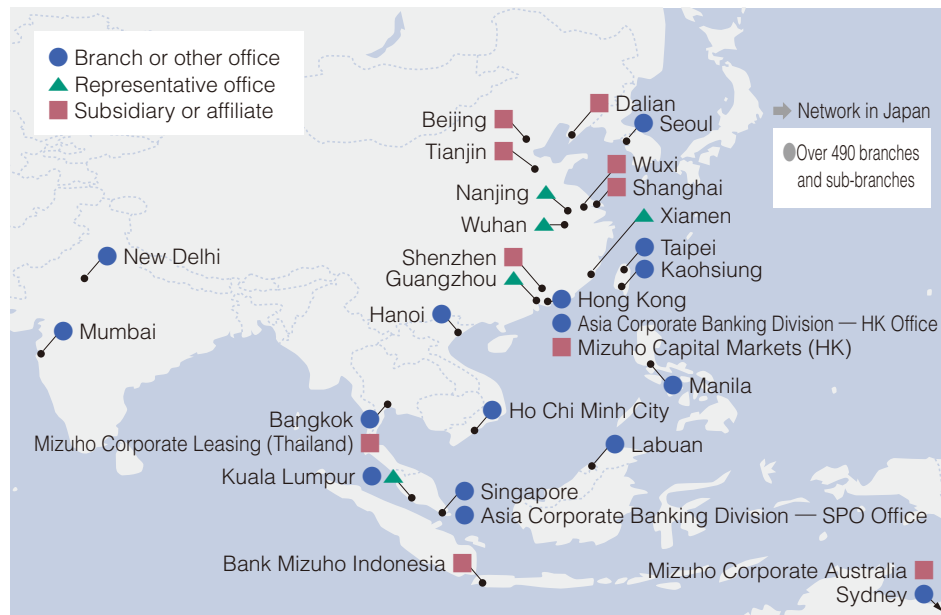 Branch or other office
Representative office
Subsidiary or affiliate
Network in Japan
Over 490 branches
and sub-branches
Dalian
Beijing
Seoul
Tianjin
Wuxi
Shanghai
Nanjing
Xiamen
Wuhan
Taipei
Shenzhen
Kaohsiung
Guangzhou
New Delhi
Hong Kong
Hanoi
Asia Corporate Banking Division — HK Office
Mumbai
Mizuho Capital Markets (HK)
Manila
Bangkok
Ho Chi Minh City
Mizuho Corporate Leasing (Thailand)
Labuan
Kuala Lumpur
Singapore
Asia Corporate Banking Division — SPO Office
Bank Mizuho Indonesia
Mizuho Corporate Australia
Sydney